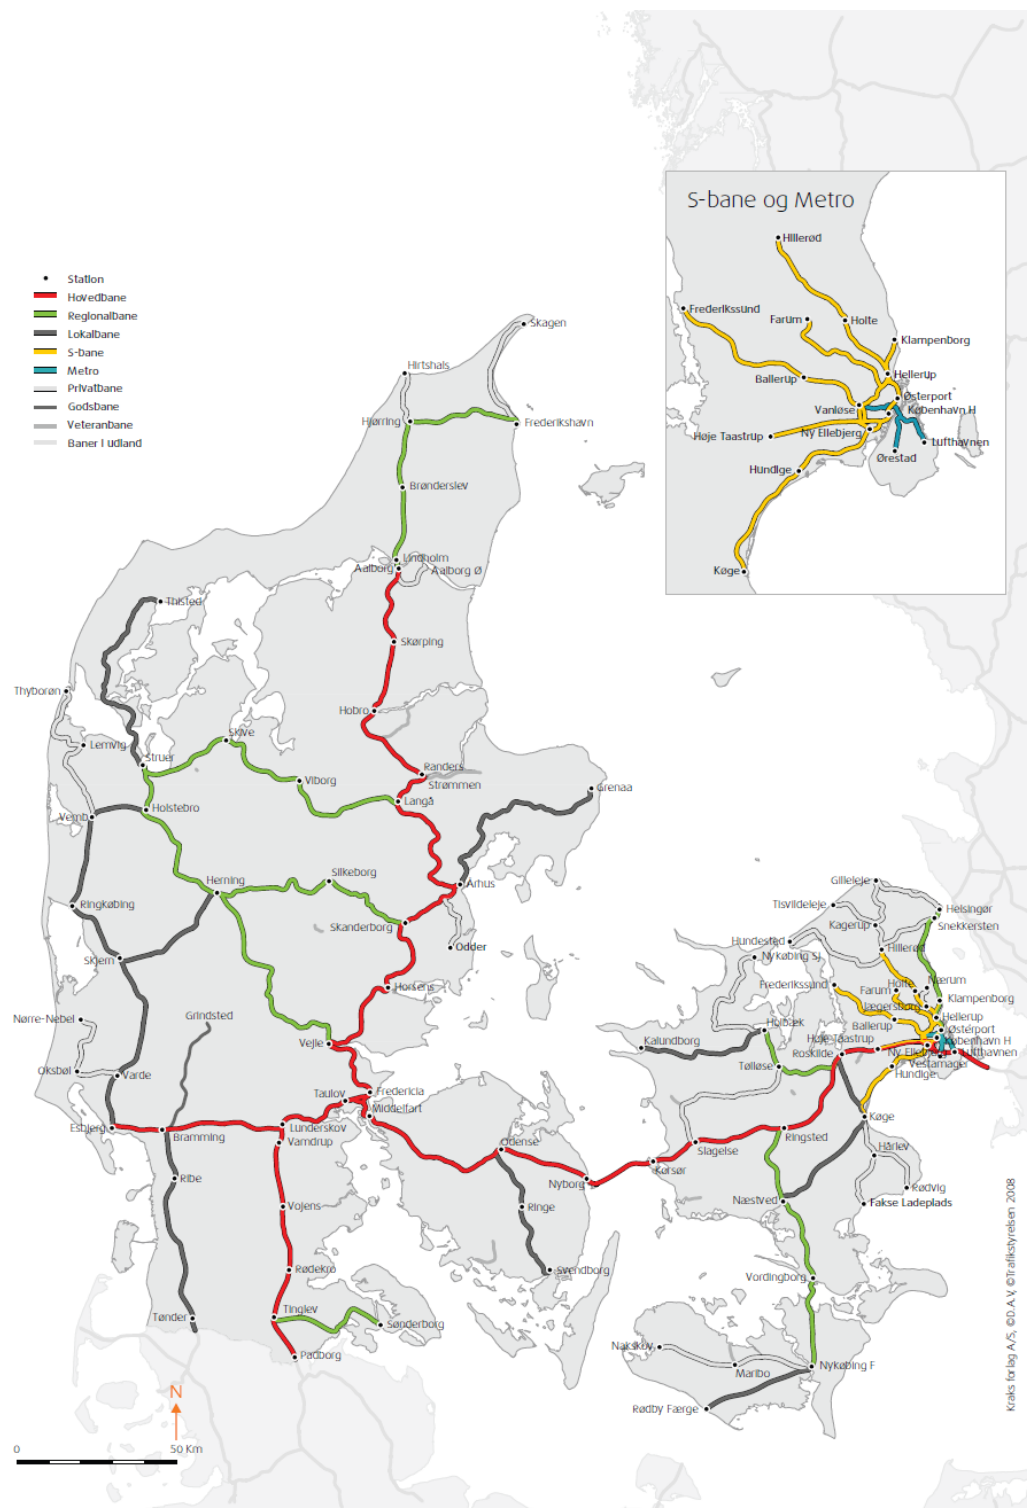 S-bane og Metro
Hillerød
Frederikssund
Farum
Holte
Klampenborg
Ballerup
Hellerup
Østerport
Vanløse
København H
Høje Taastrup
Ny Ellebjerg
Lufthavnen
Ørestad
Hundige
Køge
Station
Hovedbane
Regionalbane
Lokalbane
S-bane
Metro
Privatbane
Godsbane
Veteranbane
Baner i udland
Skagen
Hirtshals
Hjørring
Frederikshavn
Brønderslev
Lindholm
Aalborg
Aalborg Ø
Thisted
Skørping
Thyborøn
Hobro
Lemvig
Skive
Struer
Randers
Viborg
Strømmen
Grenaa
Langå
Holstebro
Vemb
Herning
Silkeborg
Århus
Ringkøbing
Skanderborg
Odder
Skjern
Horsens
Nørre-Nebel
Grindsted
Vejle
Oksbøl
Varde
Fredericia
Taulov
Middelfart
Esbjerg
Bramming
Lunderskov
Vamdrup
Odense
Ribe
Nyborg
Korsør
Vojens
Ringe
Rødekro
Svendborg
Tønder
Tinglev
Sønderborg
Padborg
Gilleleje
Tisvildeleje
Helsingør
Kagerup
Snekkersten
Hundested
Hillerød
Nykøbing Sj
Frederikssund
Farum
Holte
Nærum
Jægersborg
Klampenborg
Hellerup
Ballerup
Østerport
Holbæk
Høje Taastrup
København H
Kalundborg
Roskilde
Ny Ellebjerg
Lufthavnen
Tølløse
Vestamager
Hundige
Køge
Ringsted
Slagelse
Hårlev
Rødvig
Næstved
Fakse Ladeplads
Vordingborg
Nakskov
Maribo
Nykøbing F
Rødby Færge
N
0
50 Km
Kraks forlag A/S, ©D.A.V, ©Trafikstyrelsen 2008